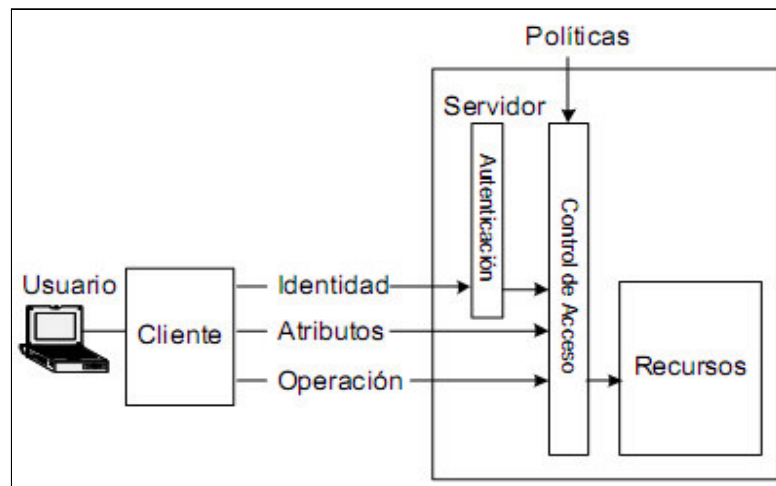 Políticas
Servidor
Autenticación
Control de Acceso
Usuario
Cliente
Identidad
Atributos
Operación
Recursos